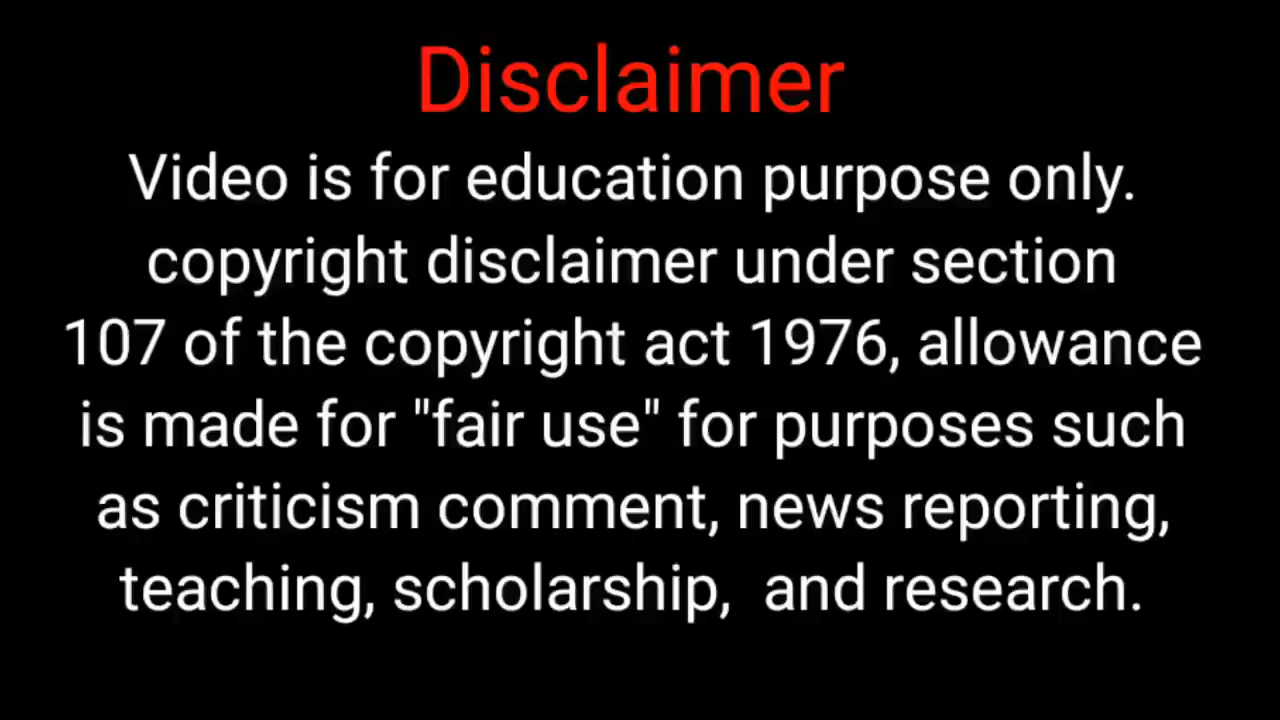 Disclaimer
Video is for education purpose only.
copyright disclaimer under section
107 of the copyright act 1976, allowance
is made for "fair use" for purposes such
as criticism comment, news reporting,
teaching, scholarship,  and research.